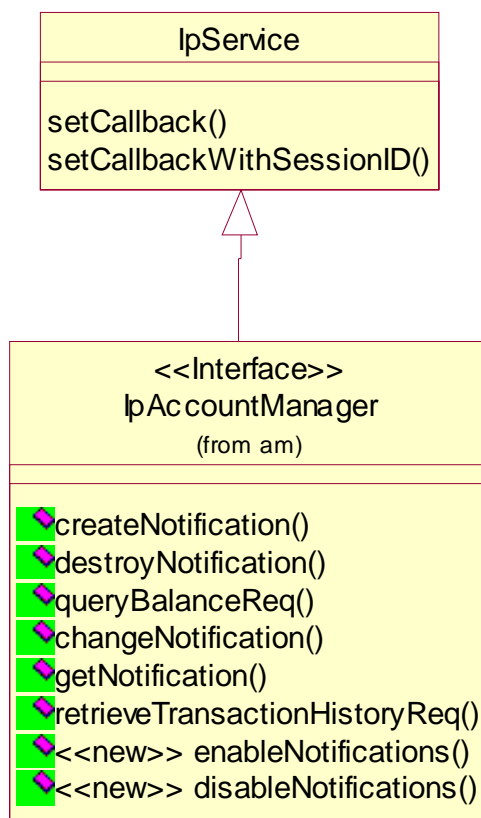 IpService
setCallback()
setCallbackWithSessionID()
<<Interface>>
IpAccountManager
(from am)
createNotification()
destroyNotification()
queryBalanceReq()
changeNotification()
getNotification()
retrieveTransactionHistoryReq()
<<new>> enableNotifications()
<<new>> disableNotifications()